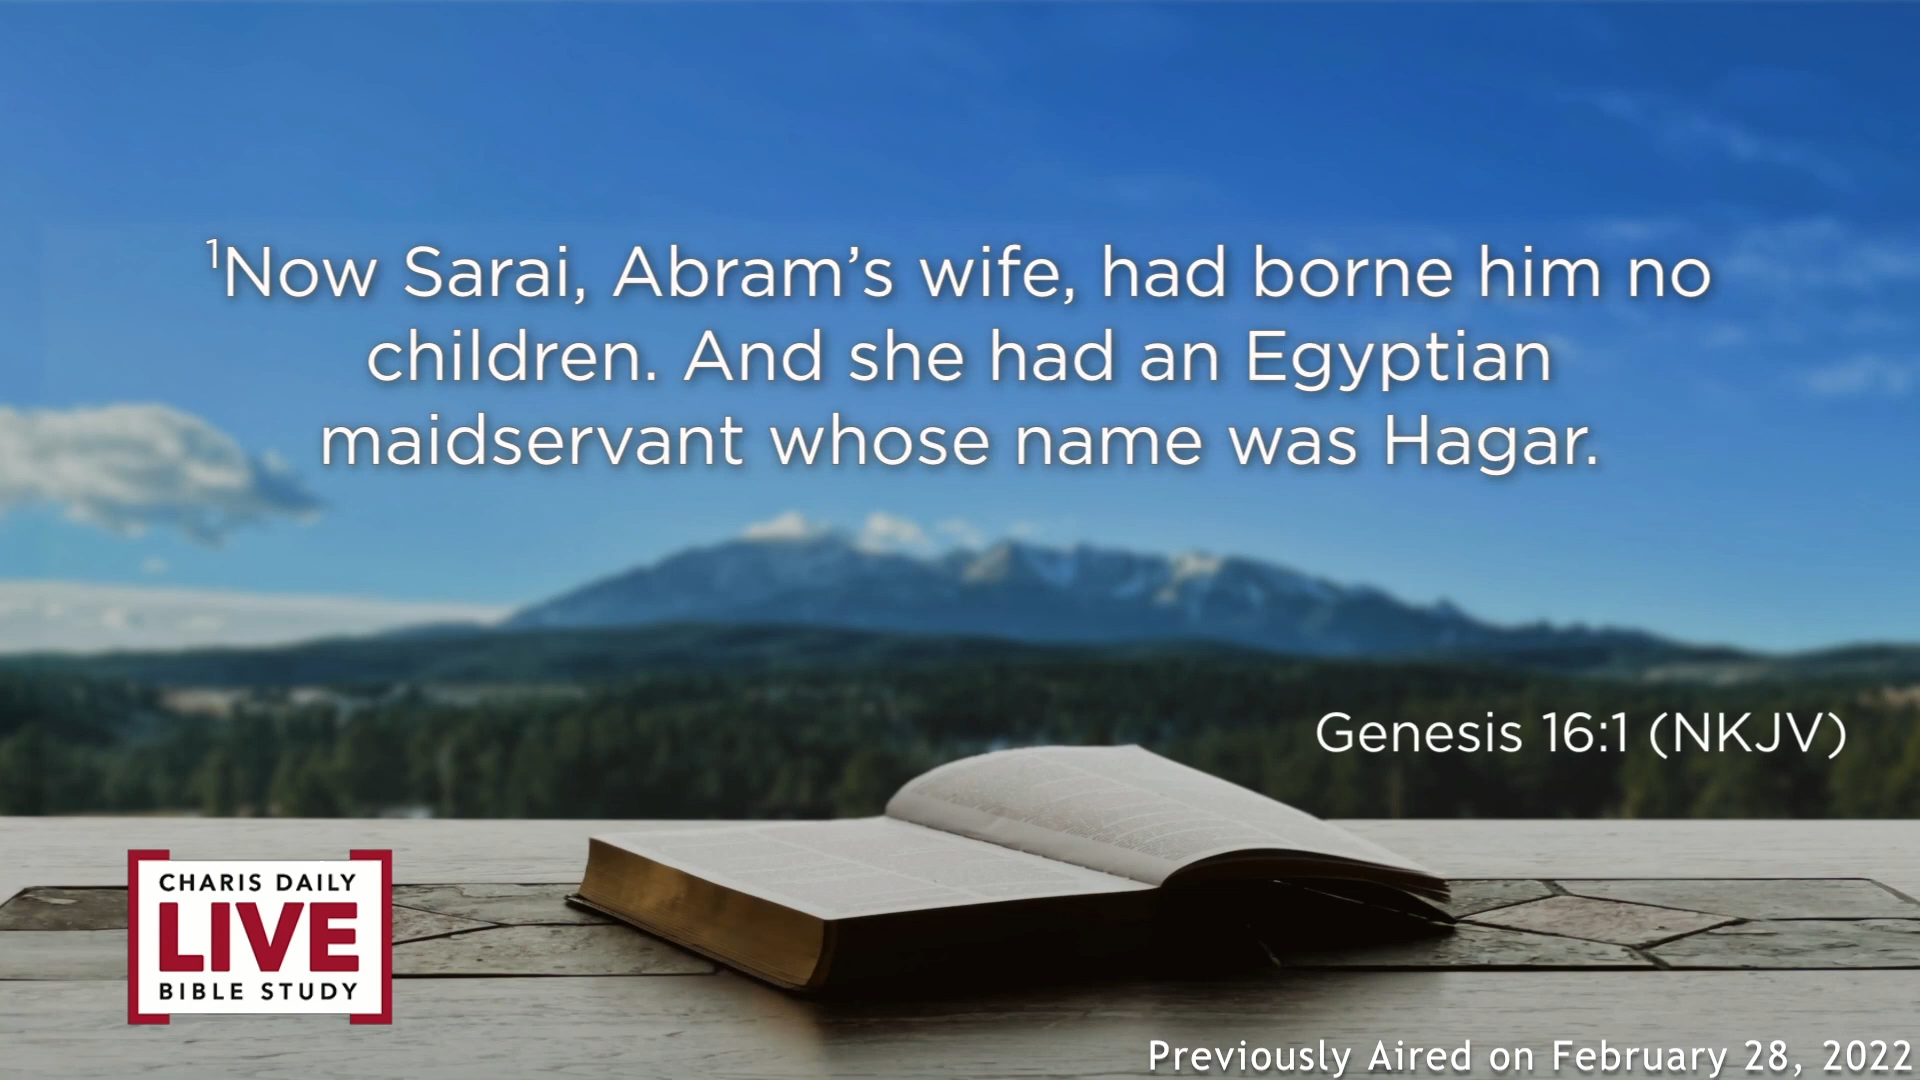 ¹Now Sarai, Abram’s wife, had borne him no
children. And she had an Egyptian
maidservant whose name was Hagar.
Genesis 16:1 (NKJV)
CHARIS DAILY
LIVE
BIBLE STUDY
Previously Aired on February 28, 2022